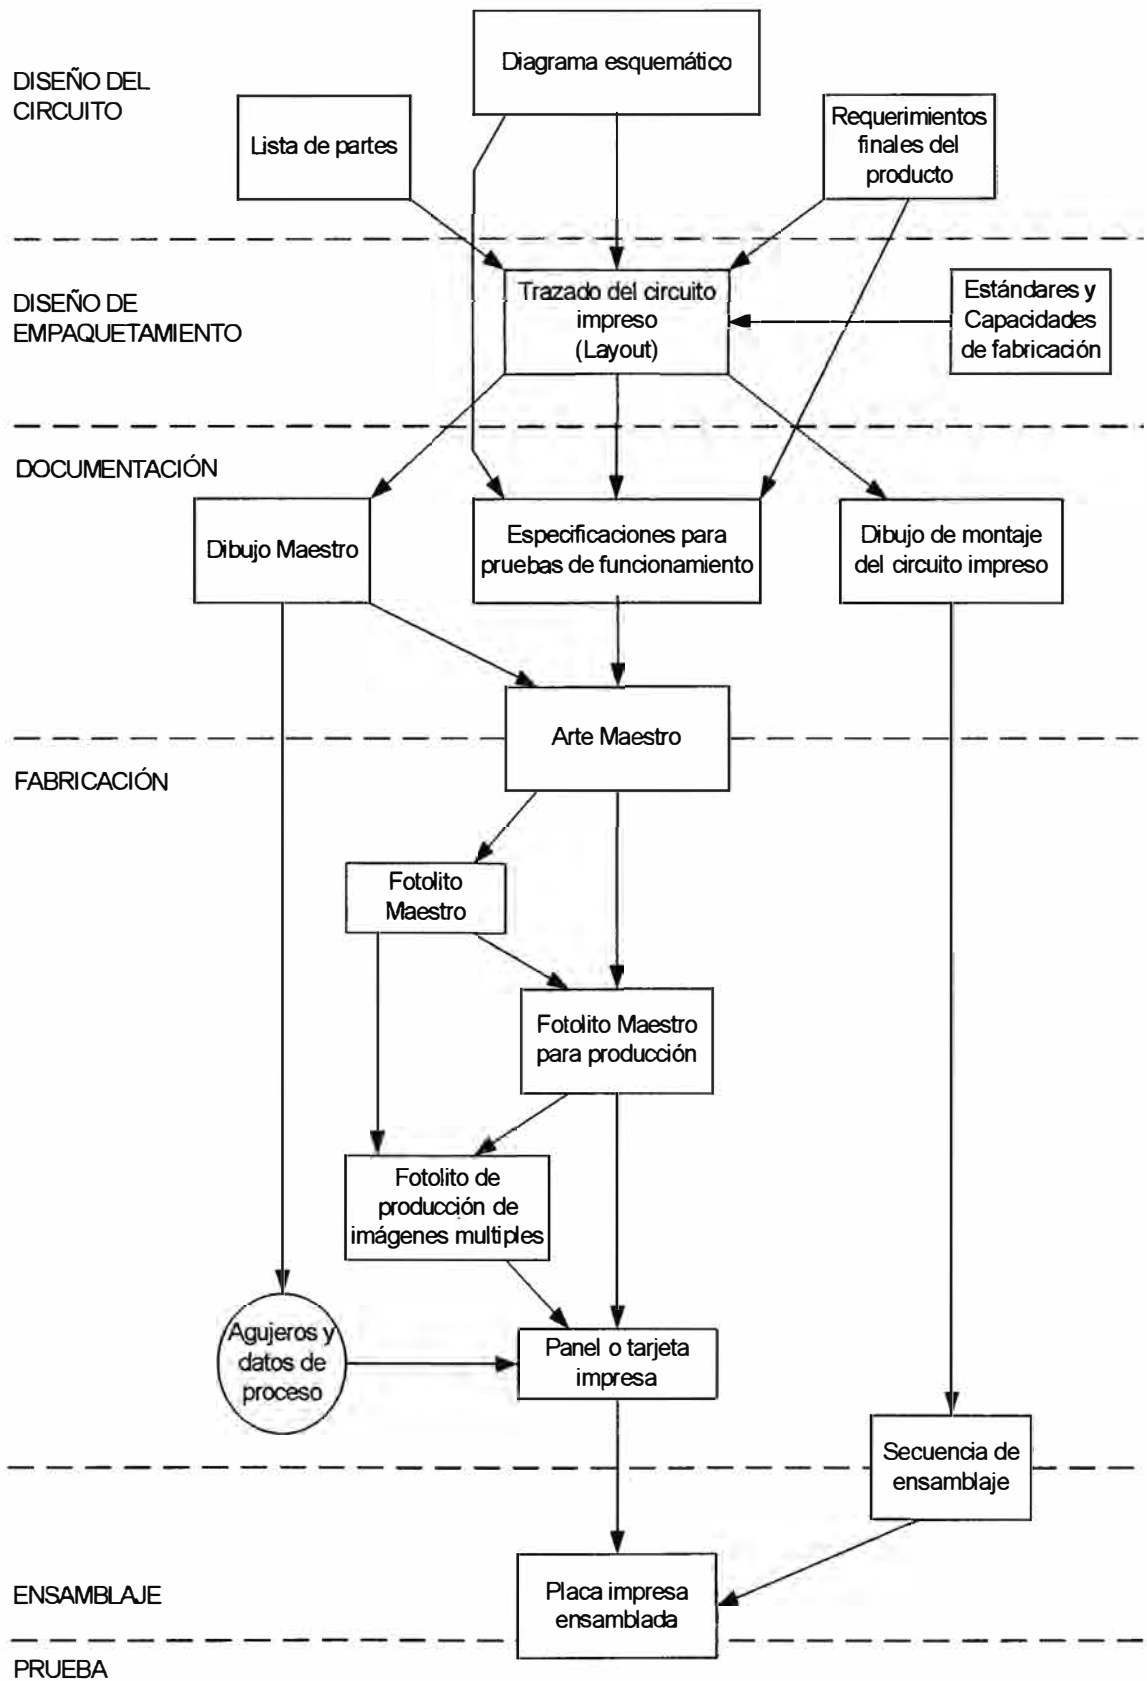 Diagrama esquemático
DISEÑO DEL
CIRCUITO
Lista de partes
Requerimientos
finales del
producto
DISEÑO DE
EMPAQUETAMIENTO
Trazado del circuito
impreso
(Layout)
Estándares y
Capacidades
de fabricación
DOCUMENTACIÓN
Dibujo Maestro
Especificaciones para
pruebas de funcionamiento
Dibujo de montaje
del circuito impreso
Arte Maestro
FABRICACIÓN
Fotolito
Maestro
Fotolito Maestro
para producción
Fotolito de
producción de
imágenes multiples
Agujeros y
datos de
proceso
Panel o tarjeta
impresa
Secuencia de
ensamblaje
ENSAMBLAJE
Placa impresa
ensamblada
PRUEBA